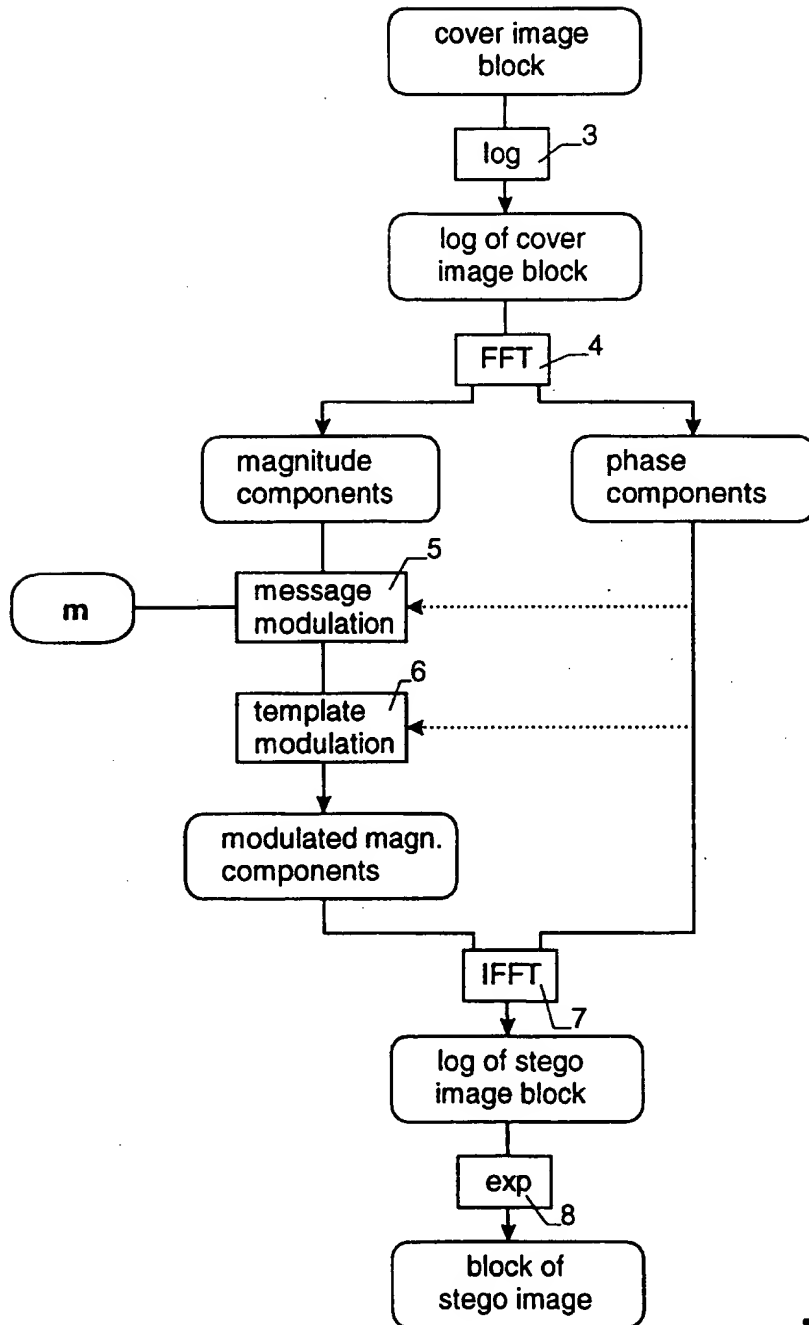 cover image
block
log
3
log of cover
image block
FFT
4
magnitude
components
phase
components
m
message
modulation
5
template
modulation
6
modulated magn.
components
IFFT
7
log of stego
image block
exp
8
block of
stego image